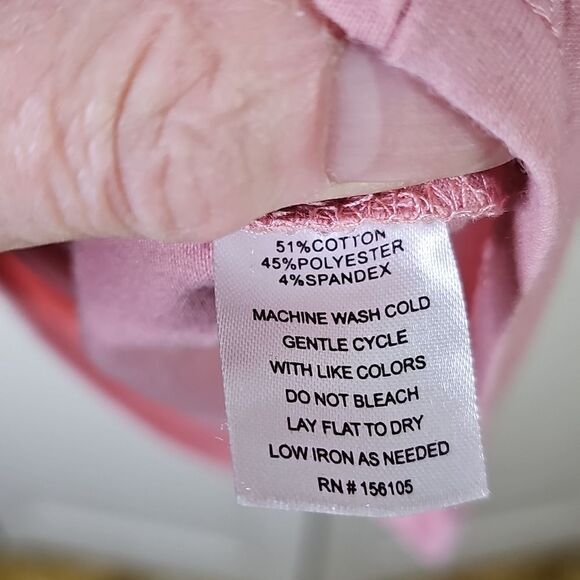 51%COTTON
45%POLYESTER
4%SPANDEX
MACHINE WASH COLD
GENTLE CYCLE
WITH LIKE COLORS
DO NOT BLEACH
LAY FLAT TO DRY
LOW IRON AS NEEDED
RN # 156105